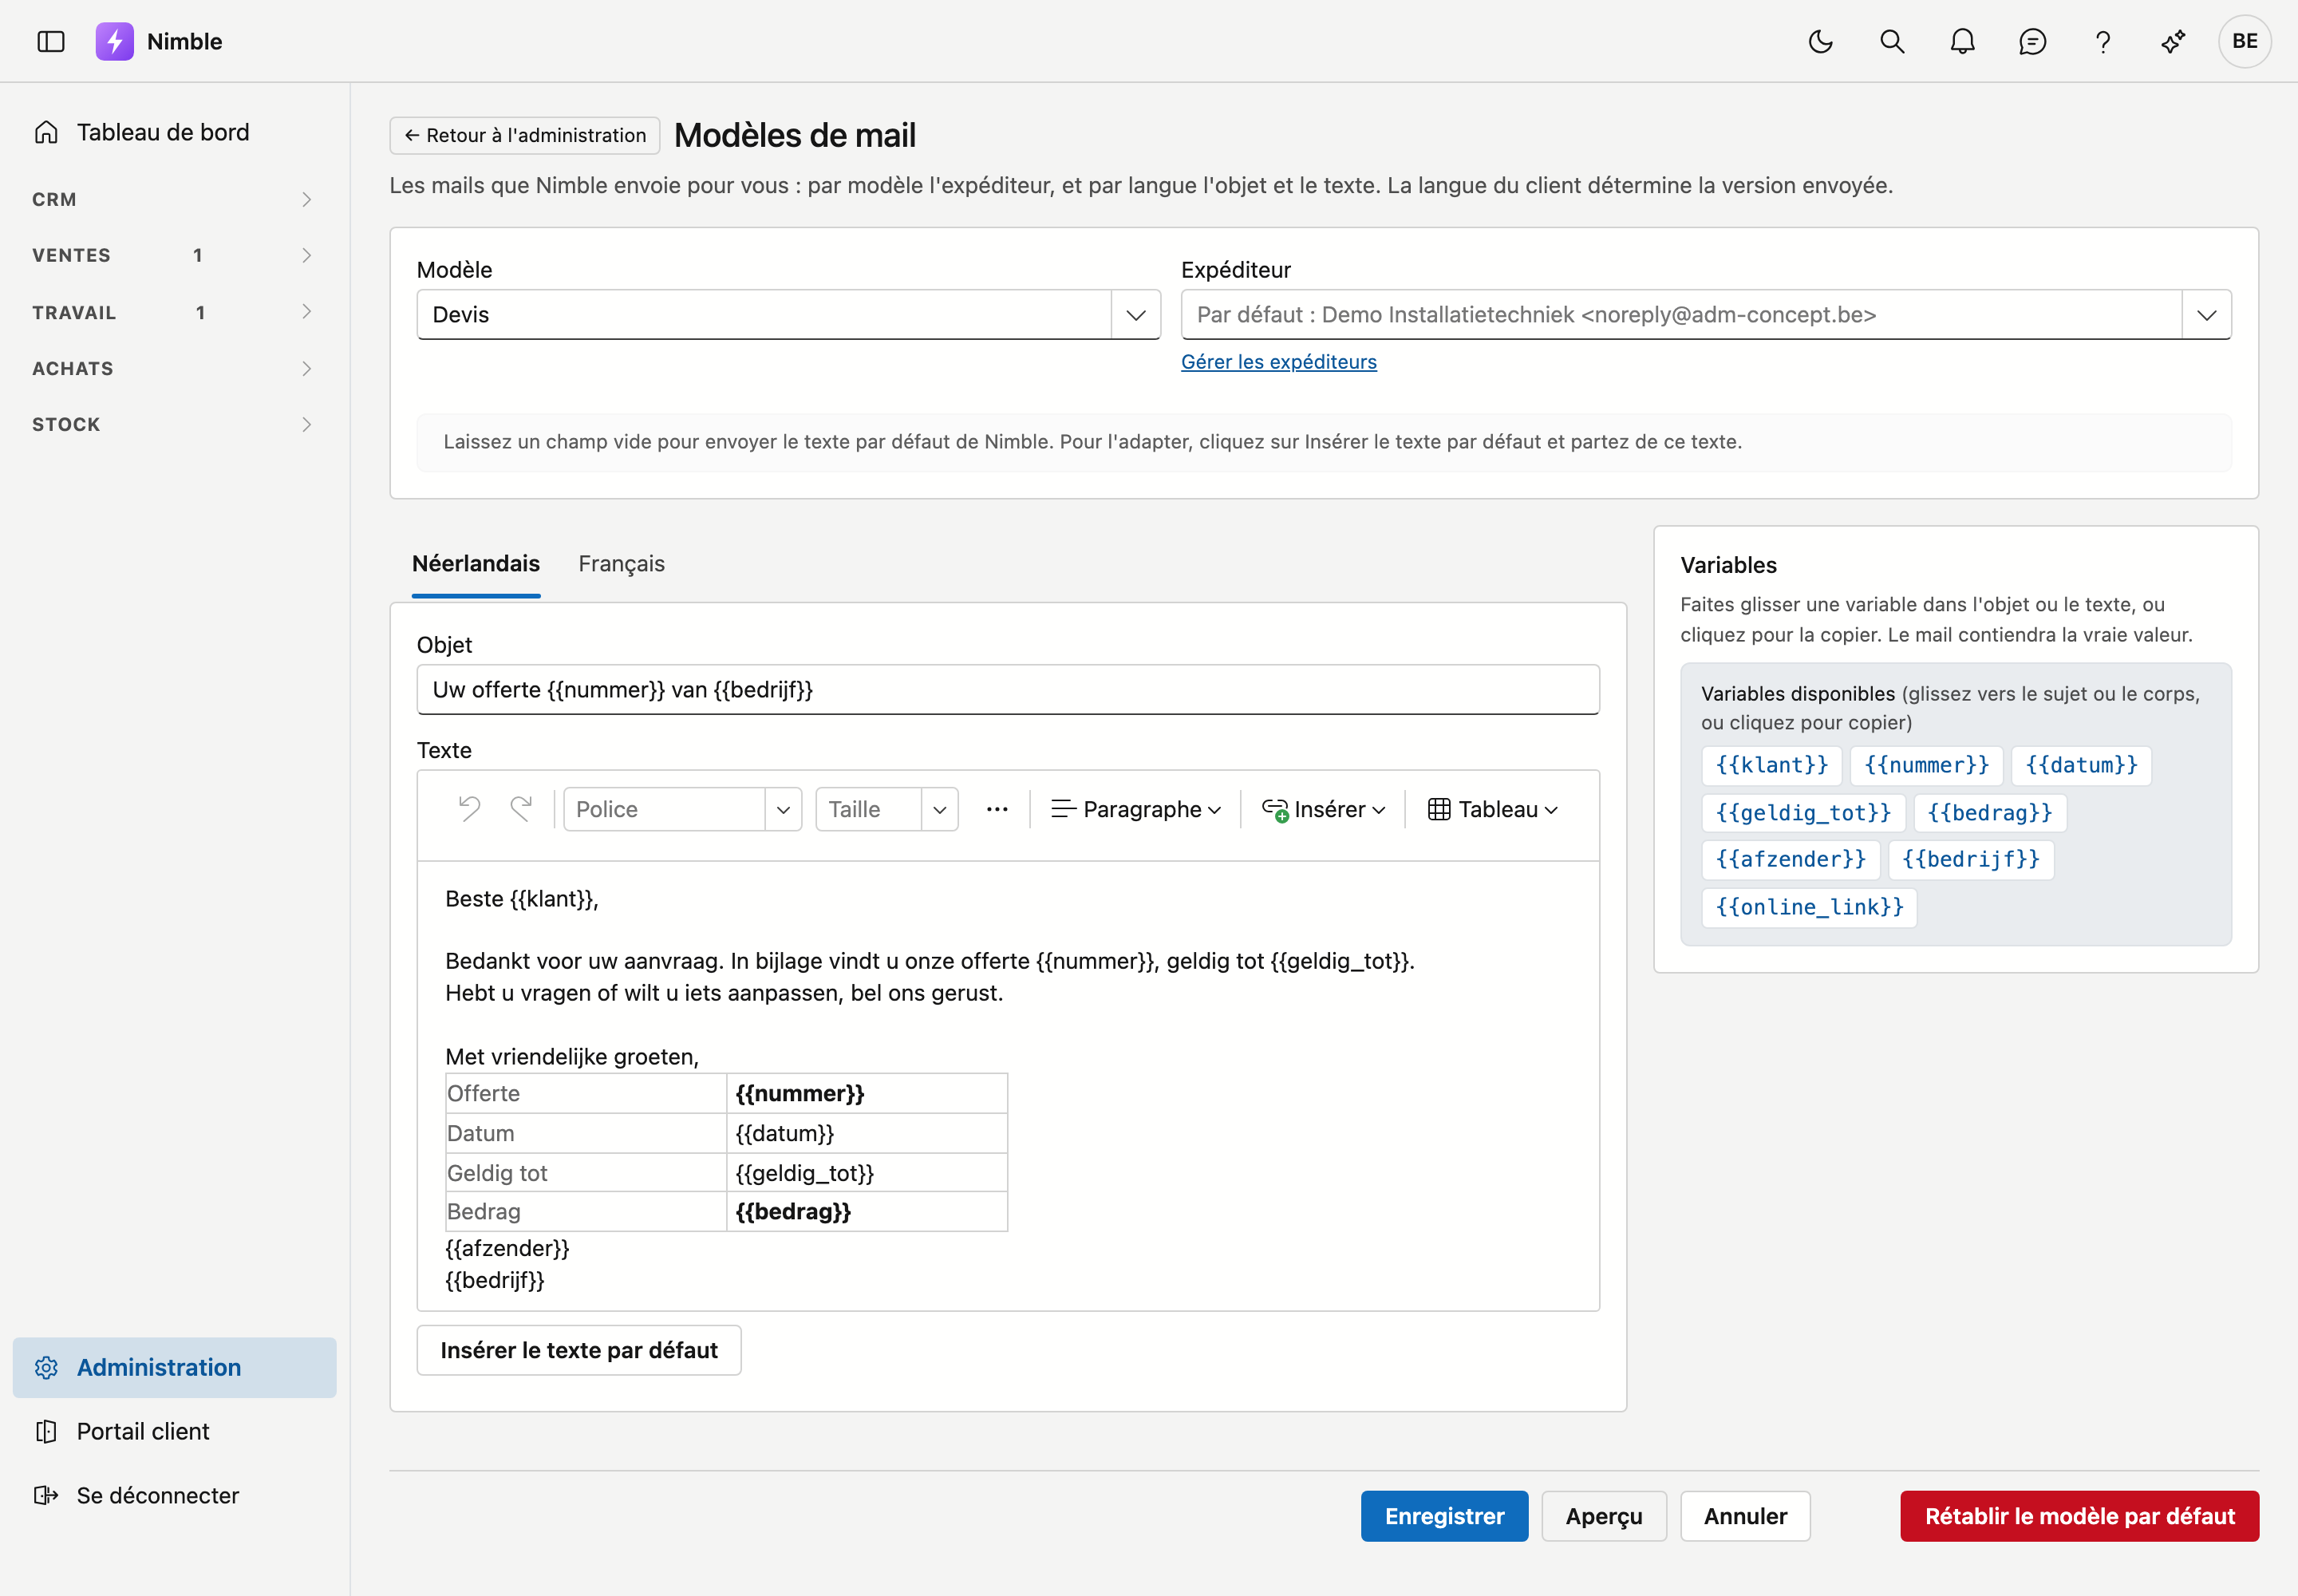 Nimble
BE
Tableau de bord
CRM
VENTES 1
TRAVAIL 1
ACHATS
STOCK
Administration
Portail client
Se déconnecter
← Retour à l'administration
Modèles de mail
Les mails que Nimble envoie pour vous : par modèle l'expéditeur, et par langue l'objet et le texte. La langue du client détermine la version envoyée.
Modèle
Devis
Expéditeur
Par défaut : Demo Installatietechniek <noreply@adm-concept.be>
Gérer les expéditeurs
Laissez un champ vide pour envoyer le texte par défaut de Nimble. Pour l'adapter, cliquez sur Insérer le texte par défaut et partez de ce texte.
Néerlandais Français
Objet
Uw offerte {{nummer}} van {{bedrijf}}
Texte
Police Taille ... Paragraphe Insérer Tableau
Beste {{klant}},
Bedankt voor uw aanvraag. In bijlage vindt u onze offerte {{nummer}}, geldig tot {{geldig_tot}}.
Hebt u vragen of wilt u iets aanpassen, bel ons gerust.
Met vriendelijke groeten,
Offerte {{nummer}}
Datum {{datum}}
Geldig tot {{geldig_tot}}
Bedrag {{bedrag}}
{{afzender}}
{{bedrijf}}
Insérer le texte par défaut
Variables
Faites glisser une variable dans l'objet ou le texte, ou
cliquez pour la copier. Le mail contiendra la vraie valeur.
Variables disponibles (glissez vers le sujet ou le corps,
ou cliquez pour copier)
{{klant}} {{nummer}} {{datum}}
{{geldig_tot}} {{bedrag}}
{{afzender}} {{bedrijf}}
{{online_link}}
Enregistrer Aperçu Annuler Rétablir le modèle par défaut